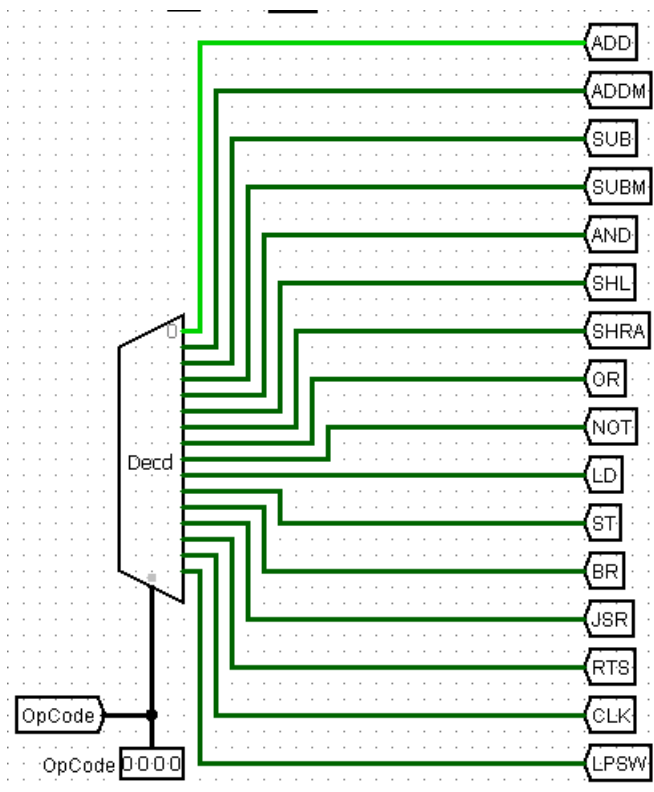 ADD
ADDM
SUB
SUBM
AND
SHL
SHRA
0
OR
NOT
Decd
LD
ST
BR
JSR
RTS
OpCode
CLK
OpCode 0000
LPSW